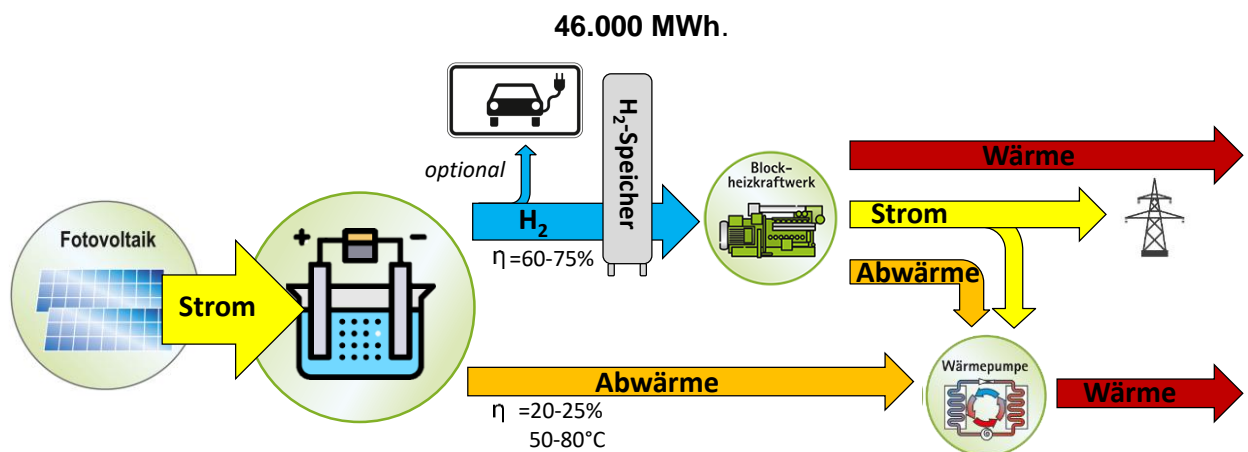 46.000 MWh.
optional
H₂-Speicher
Block-
heizkraftwerk
Wärme
Fotovoltaik
+ −
H₂
Strom
η =60-75%
Abwärme
Strom
Wärmepumpe
Abwärme
Wärme
η =20-25%
50-80°C